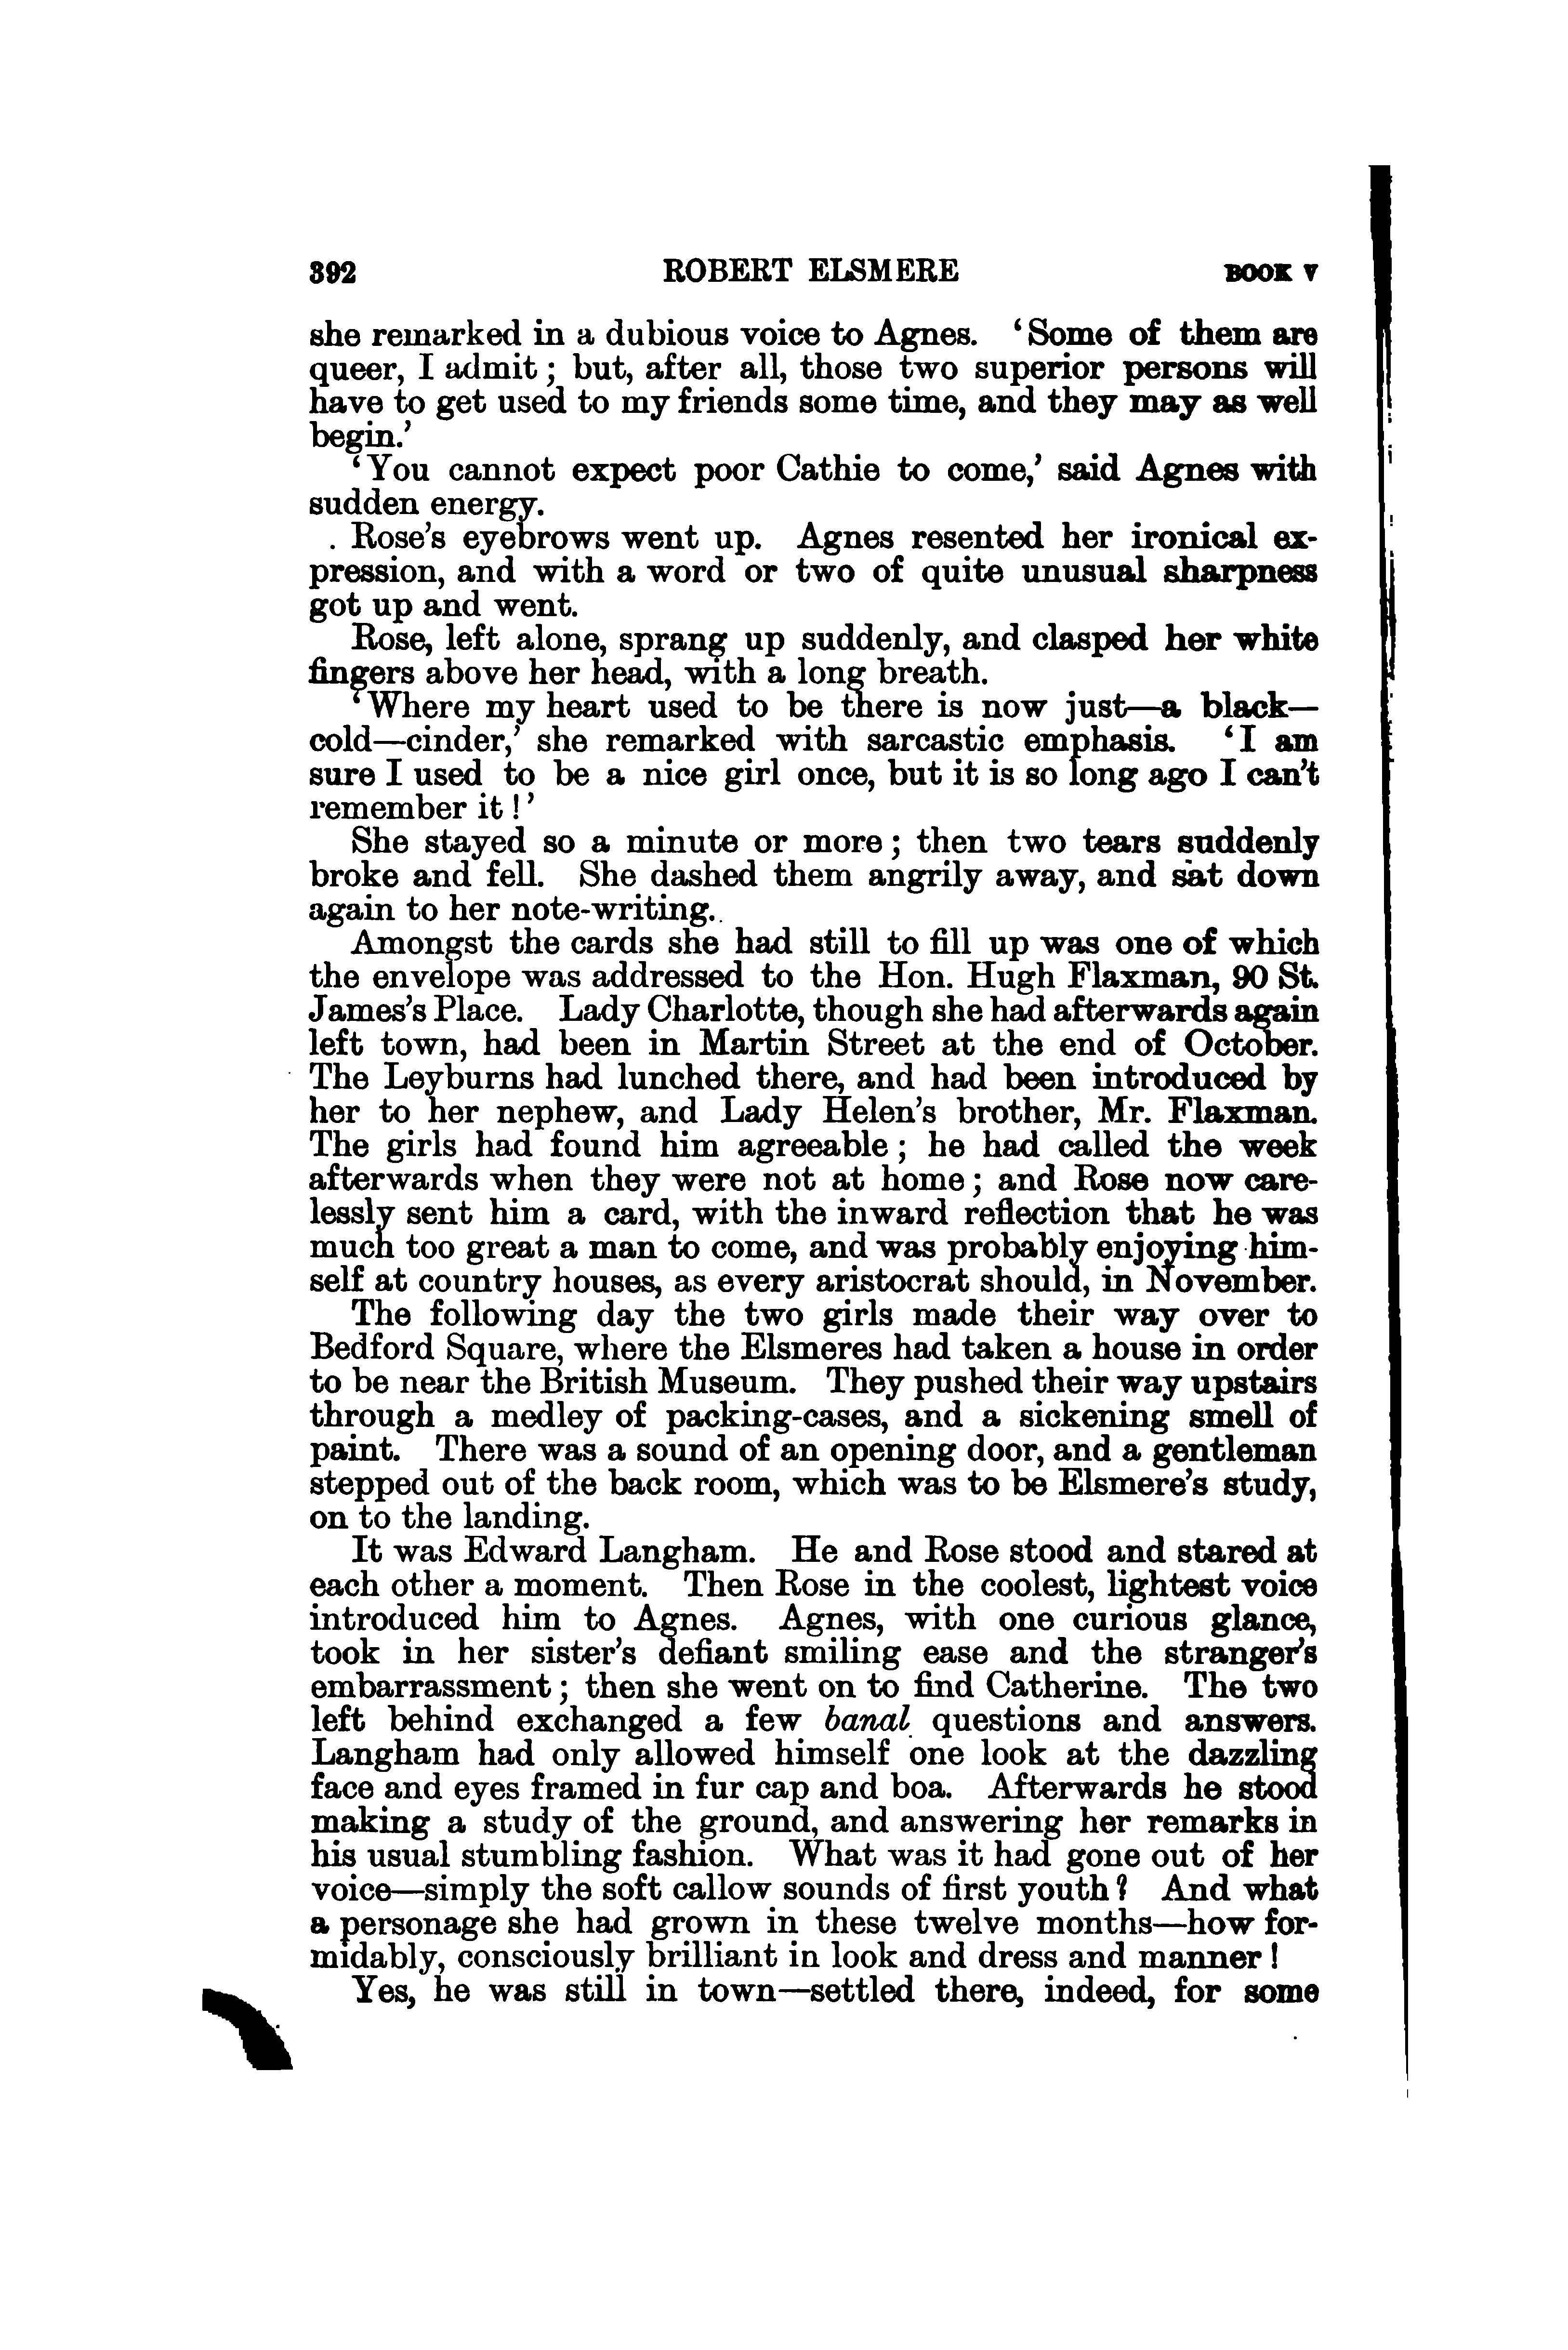 392 ROBERT ELSMERE BOOK V
she remarked in a dubious voice to Agnes. ‘Some of them are
queer, I admit; but, after all, those two superior persons will
have to get used to my friends some time, and they may as well
begin.’
‘You cannot expect poor Cathie to come,’ said Agnes with
sudden energy.
Rose’s eyebrows went up. Agnes resented her ironical ex-
pression, and with a word or two of quite unusual sharpness
got up and went.
Rose, left alone, sprang up suddenly, and clasped her white
fingers above her head, with a long breath.
‘Where my heart used to be there is now just—a black—
cold—cinder,’ she remarked with sarcastic emphasis. ‘I am
sure I used to be a nice girl once, but it is so long ago I can’t
remember it!’
She stayed so a minute or more; then two tears suddenly
broke and fell. She dashed them angrily away, and sat down
again to her note-writing.
Amongst the cards she had still to fill up was one of which
the envelope was addressed to the Hon. Hugh Flaxman, 90 St.
James’s Place. Lady Charlotte, though she had afterwards again
left town, had been in Martin Street at the end of October.
The Leyburns had lunched there, and had been introduced by
her to her nephew, and Lady Helen’s brother, Mr. Flaxman.
The girls had found him agreeable; he had called the week
afterwards when they were not at home; and Rose now care-
lessly sent him a card, with the inward reflection that he was
much too great a man to come, and was probably enjoying him-
self at country houses, as every aristocrat should, in November.
The following day the two girls made their way over to
Bedford Square, where the Elsmeres had taken a house in order
to be near the British Museum. They pushed their way upstairs
through a medley of packing-cases, and a sickening smell of
paint. There was a sound of an opening door, and a gentleman
stepped out of the back room, which was to be Elsmere’s study,
on to the landing.
It was Edward Langham. He and Rose stood and stared at
each other a moment. Then Rose in the coolest, lightest voice
introduced him to Agnes. Agnes, with one curious glance,
took in her sister’s defiant smiling ease and the stranger’s
embarrassment; then she went on to find Catherine. The two
left behind exchanged a few banal questions and answers.
Langham had only allowed himself one look at the dazzling
face and eyes framed in fur cap and boa. Afterwards he stood
making a study of the ground, and answering her remarks in
his usual stumbling fashion. What was it had gone out of her
voice—simply the soft callow sounds of first youth? And what
a personage she had grown in these twelve months—how for-
midably, consciously brilliant in look and dress and manner!
Yes, he was still in town—settled there, indeed, for some